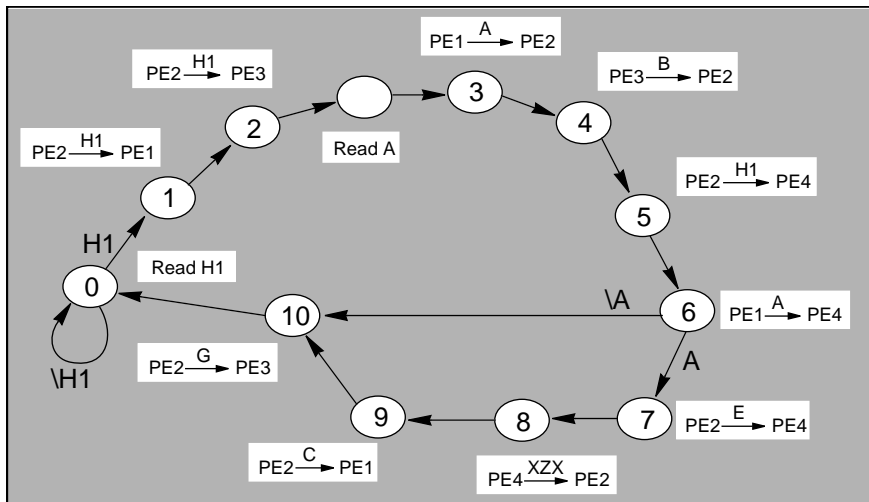 A
PE1 → PE2
H1
PE2 → PE3
B
PE3 → PE2
3
2
4
Read A
H1
PE2 → PE1
H1
PE2 → PE4
1
5
H1
Read H1
0
\A
6
A
PE1 → PE4
10
A
\H1
G
PE2 → PE3
9
8
7
E
PE2 → PE4
C
PE2 → PE1
XZX
PE4 → PE2